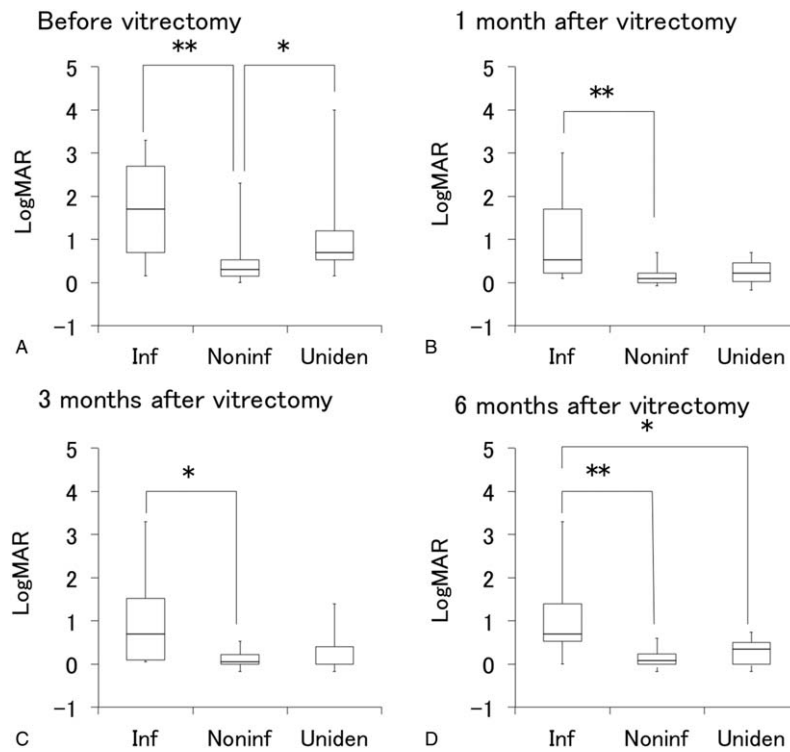 Before vitrectomy
** *
5
4
3
2
1
0
−1
LogMAR
Inf Noninf Uniden
A
1 month after vitrectomy
**
5
4
3
2
1
0
−1
LogMAR
Inf Noninf Uniden
B
3 months after vitrectomy
*
5
4
3
2
1
0
−1
LogMAR
Inf Noninf Uniden
C
6 months after vitrectomy
*
**
5
4
3
2
1
0
−1
LogMAR
Inf Noninf Uniden
D